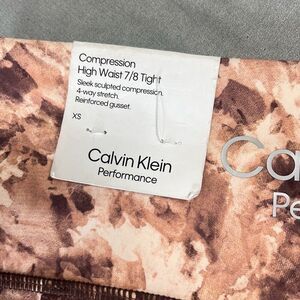 Compression
High Waist 7/8 Tight
Sleek sculpted compression.
4-way stretch.
Reinforced gusset.
XS
Calvin Klein
Performance